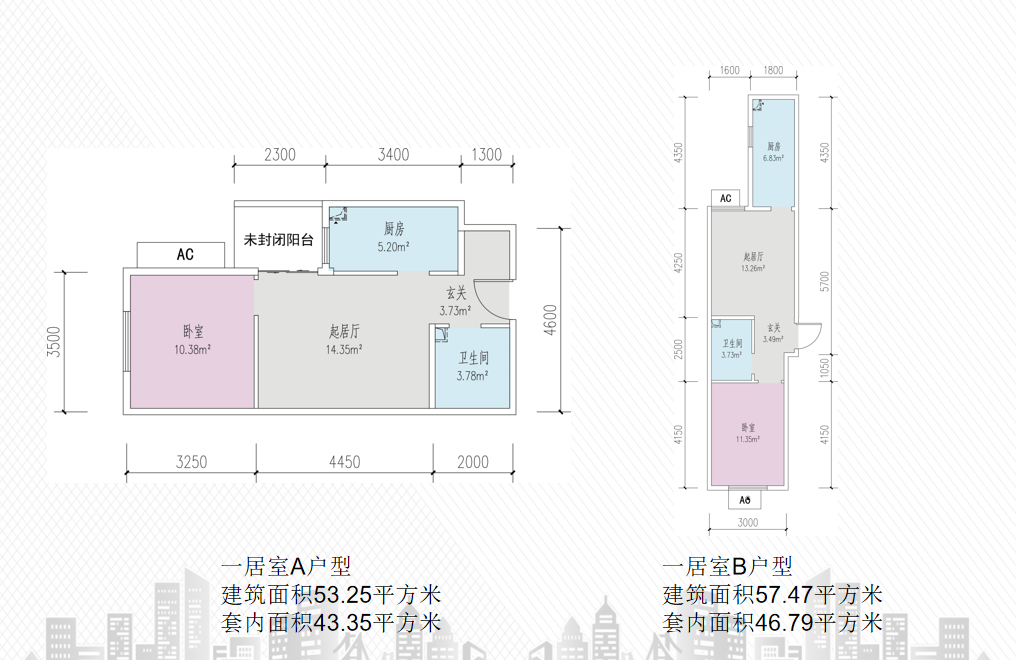 2300 3400 1300
未封闭阳台
厨房
5.20m²
AC
玄关
3.73m²
卧室
10.38m²
起居厅
14.35m²
卫生间
3.78m²
3500
4600
3250 4450 2000
一居室A户型
建筑面积53.25平方米
套内面积43.35平方米
1600 1800
厨房
6.83m²
4350
4350
AC
起居厅
13.26m²
4250
5700
玄关
3.49m²
卫生间
3.73m²
2500
1050
卧室
11.35m²
4150
4150
3000
一居室B户型
建筑面积57.47平方米
套内面积46.79平方米